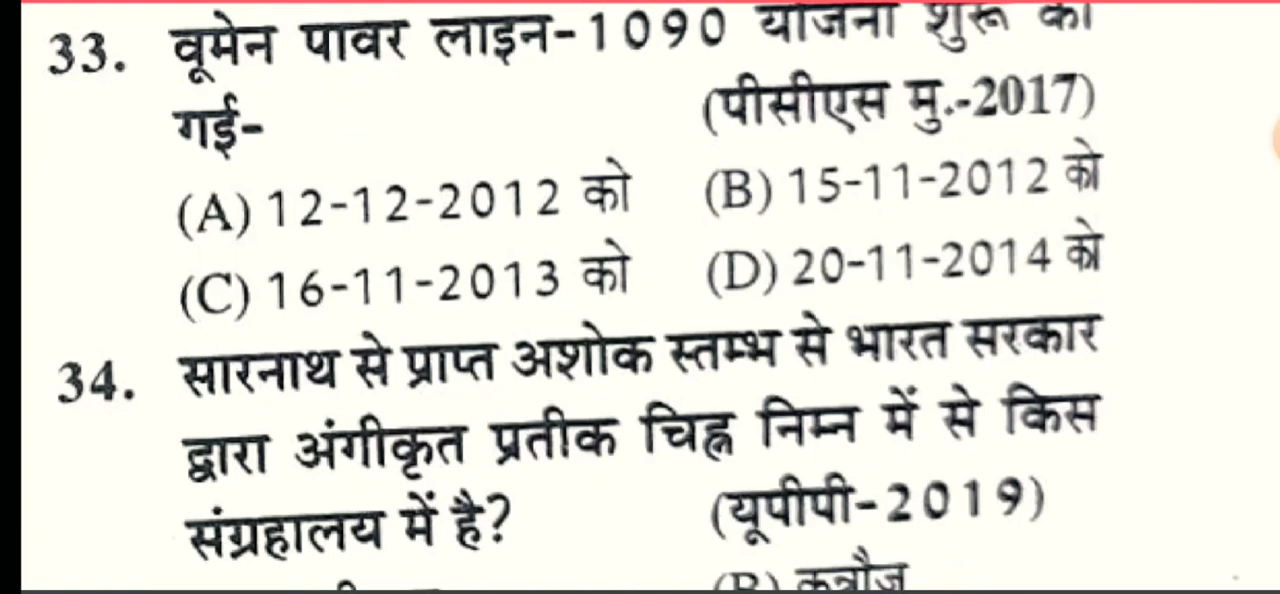 33. वूमेन पावर लाइन-1090 योजना शुरू की
गई- (पीसीएस मु.-2017)
(A) 12-12-2012 को (B) 15-11-2012 को
(C) 16-11-2013 को (D) 20-11-2014 को
34. सारनाथ से प्राप्त अशोक स्तम्भ से भारत सरकार
द्वारा अंगीकृत प्रतीक चिह्न निम्न में से किस
संग्रहालय में है? (यूपीपी-2019)
(B) कन्नौज